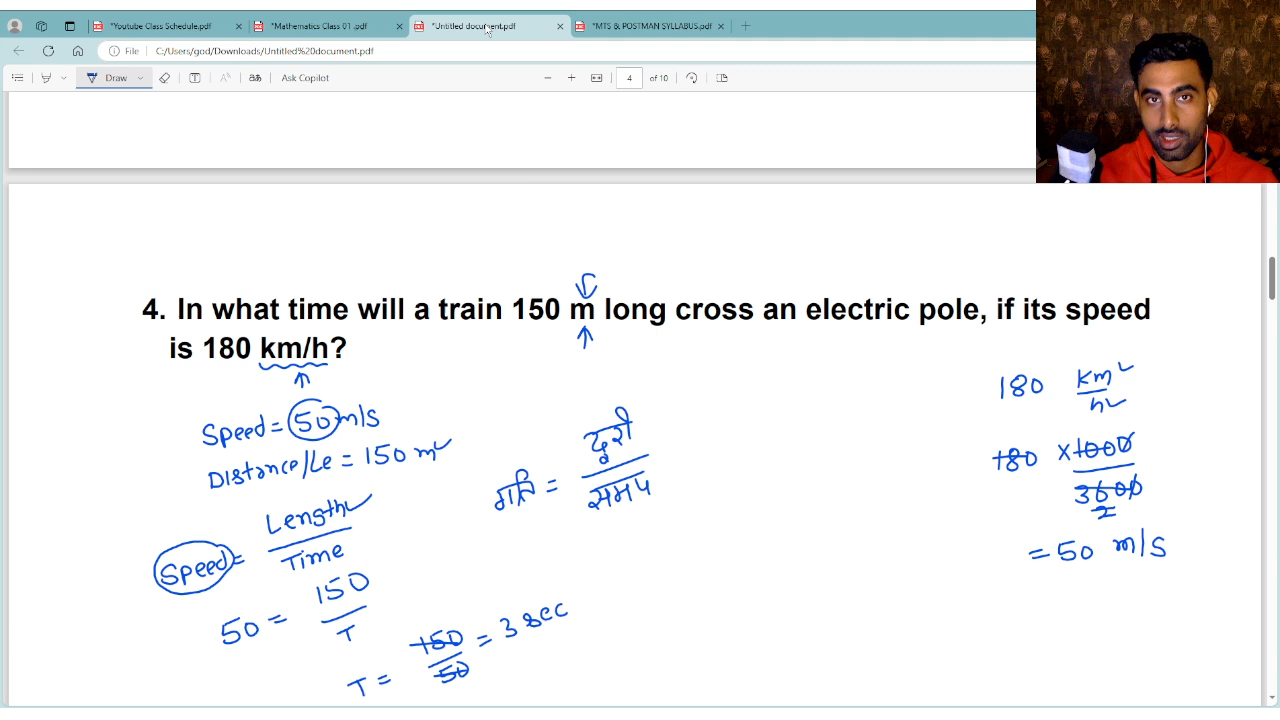 *Youtube Class Schedule.pdf
*Mathematics Class 01 .pdf
*Untitled document.pdf
*MTS & POSTMAN SYLLABUS.pdf
File C:/Users/god/Downloads/Untitled%20document.pdf
Draw
Ask Copilot
4 of 10
4. In what time will a train 150 m long cross an electric pole, if its speed
is 180 km/h?
Speed = 50 m/s
Distance/Le = 150 m
Speed = Length / Time
50 = 150 / T
T = 150 / 50 = 3 sec
गति = दूरी / समय
180 km / hr
180 × 1000 / 3600
2
= 50 m/s